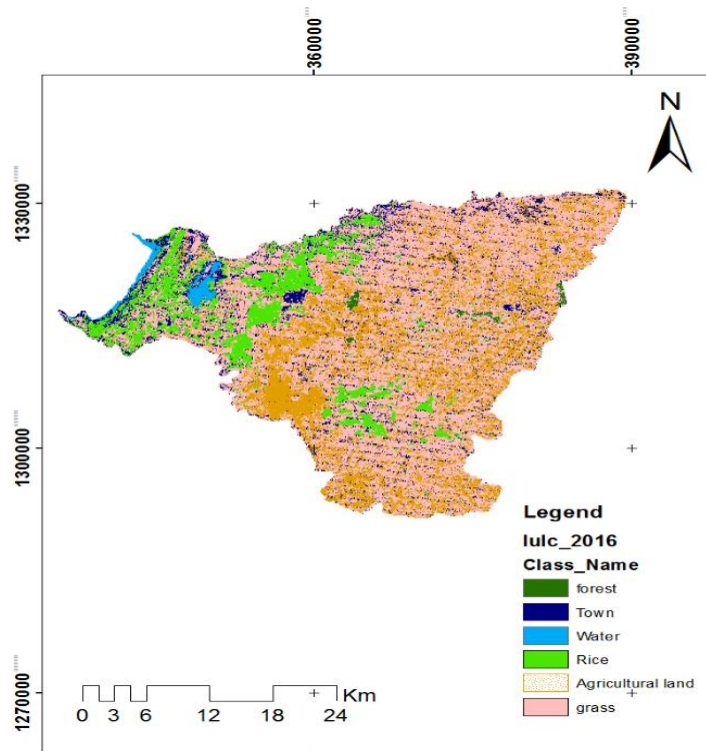 360000
390000
N
1330000
1300000
1270000
Legend
lulc_2016
Class_Name
forest
Town
Water
Rice
Agricultural land
grass
Km
0 3 6 12 18 24